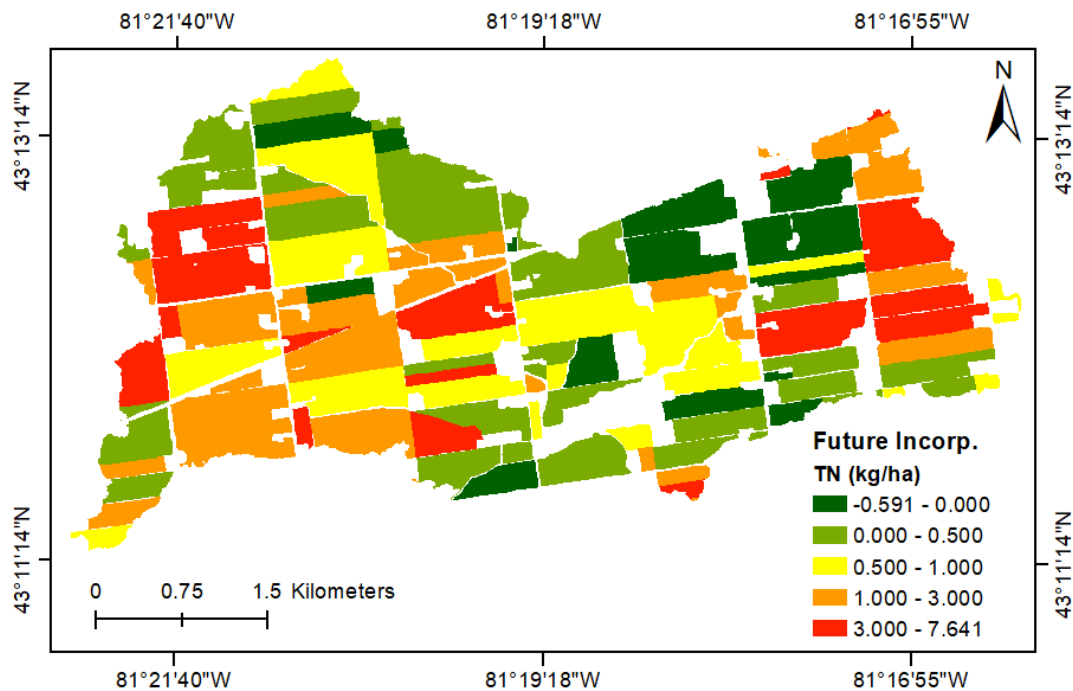 81°21'40"W 81°19'18"W 81°16'55"W
N
43°13'14"N 43°13'14"N
Future Incorp.
TN (kg/ha)
-0.591 - 0.000
0.000 - 0.500
0.500 - 1.000
1.000 - 3.000
3.000 - 7.641
43°11'14"N 43°11'14"N
0 0.75 1.5 Kilometers
81°21'40"W 81°19'18"W 81°16'55"W